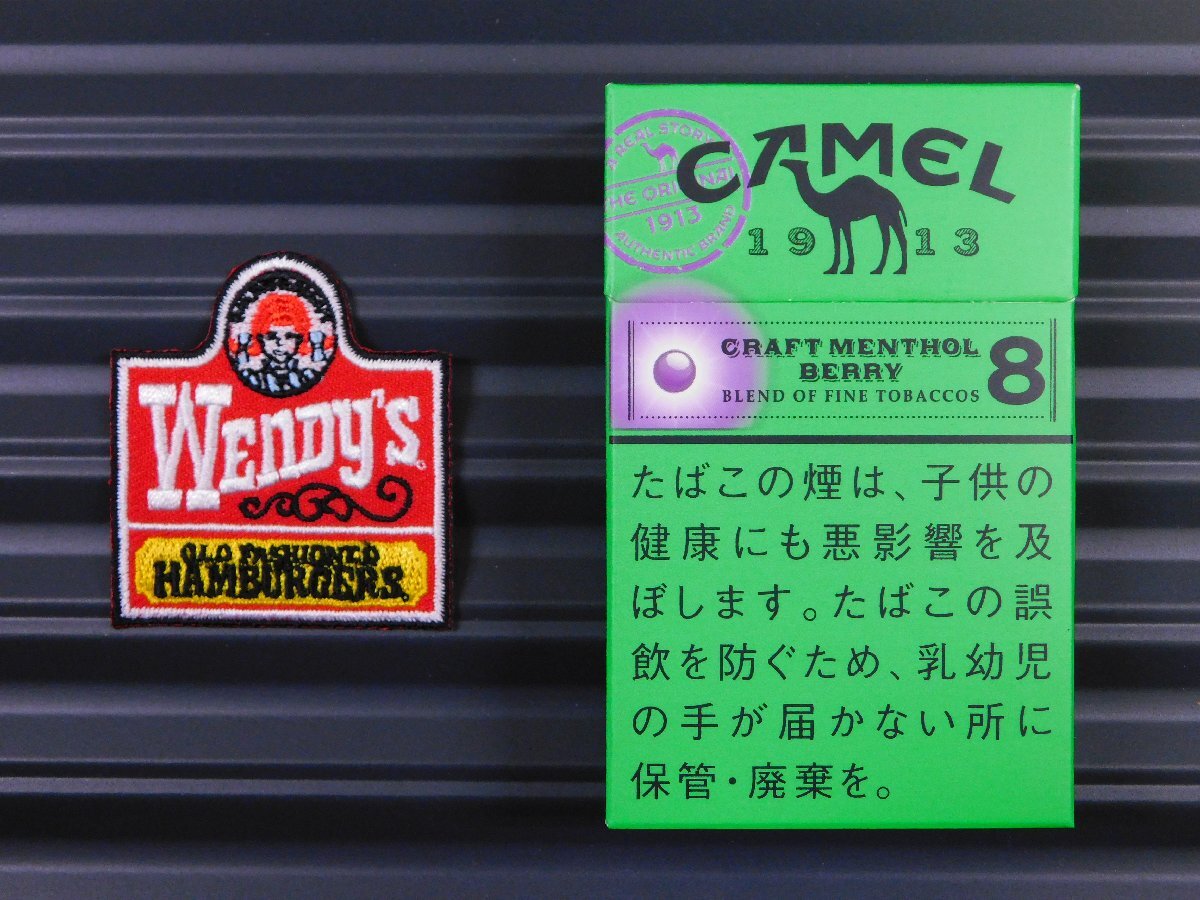 WENDY'S
OLD FASHIONED
HAMBURGERS
A REAL STORY
THE ORIGINAL
1913
AUTHENTIC BRAND
CAMEL
1913
CRAFT MENTHOL
BERRY
BLEND OF FINE TOBACCOS
8
たばこの煙は、子供の
健康にも悪影響を及
ぼします。たばこの誤
飲を防ぐため、乳幼児
の手が届かない所に
保管・廃棄を。